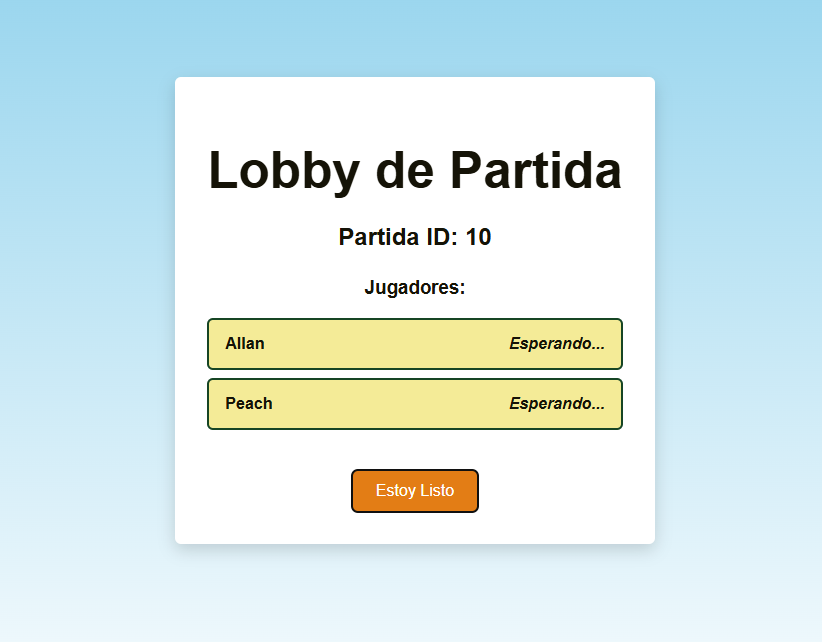 Lobby de Partida
Partida ID: 10
Jugadores:
Allan Esperando...
Peach Esperando...
Estoy Listo